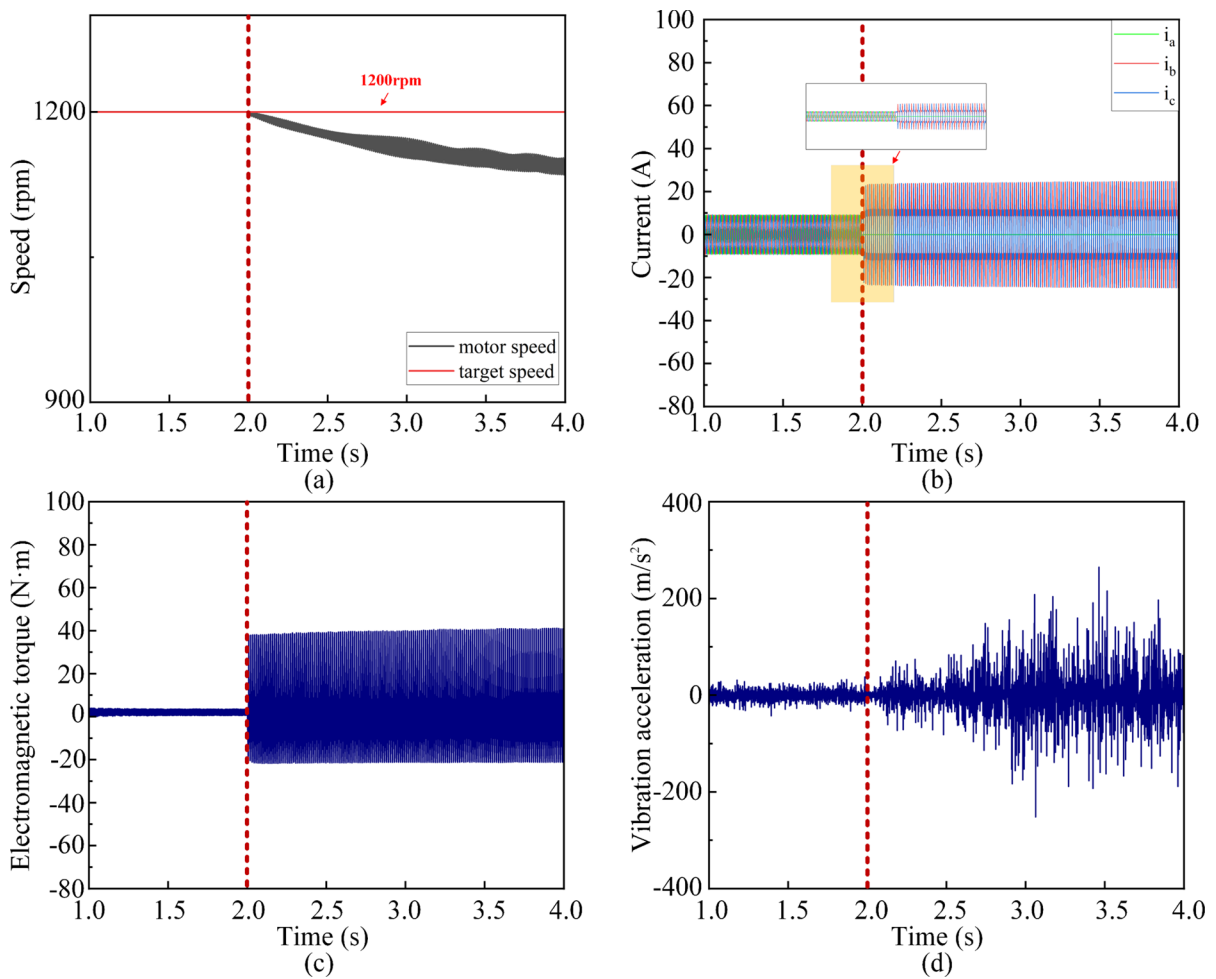 1200rpm
1200
900
Speed (rpm)
motor speed
target speed
1.0 1.5 2.0 2.5 3.0 3.5 4.0
Time (s)
(a)
100
80
60
40
20
0
-20
-40
-60
-80
Current (A)
i_a
i_b
i_c
1.0 1.5 2.0 2.5 3.0 3.5 4.0
Time (s)
(b)
100
80
60
40
20
0
-20
-40
-60
-80
Electromagnetic torque (N·m)
1.0 1.5 2.0 2.5 3.0 3.5 4.0
Time (s)
(c)
400
200
0
-200
-400
Vibration acceleration (m/s²)
1.0 1.5 2.0 2.5 3.0 3.5 4.0
Time (s)
(d)